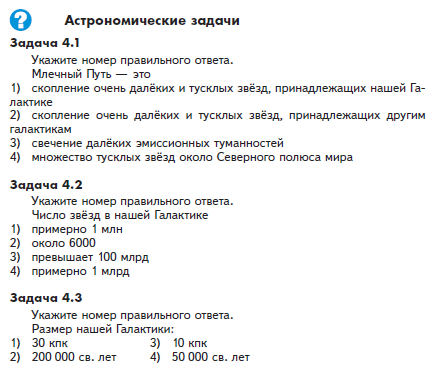 Астрономические задачи
Задача 4.1
Укажите номер правильного ответа.
Млечный Путь — это
1) скопление очень далёких и тусклых звёзд, принадлежащих нашей Га-
лактике
2) скопление очень далёких и тусклых звёзд, принадлежащих другим
галактикам
3) свечение далёких эмиссионных туманностей
4) множество тусклых звёзд около Северного полюса мира
Задача 4.2
Укажите номер правильного ответа.
Число звёзд в нашей Галактике
1) примерно 1 млн
2) около 6000
3) превышает 100 млрд
4) примерно 1 млрд
Задача 4.3
Укажите номер правильного ответа.
Размер нашей Галактики:
1) 30 кпк 3) 10 кпк
2) 200 000 св. лет 4) 50 000 св. лет